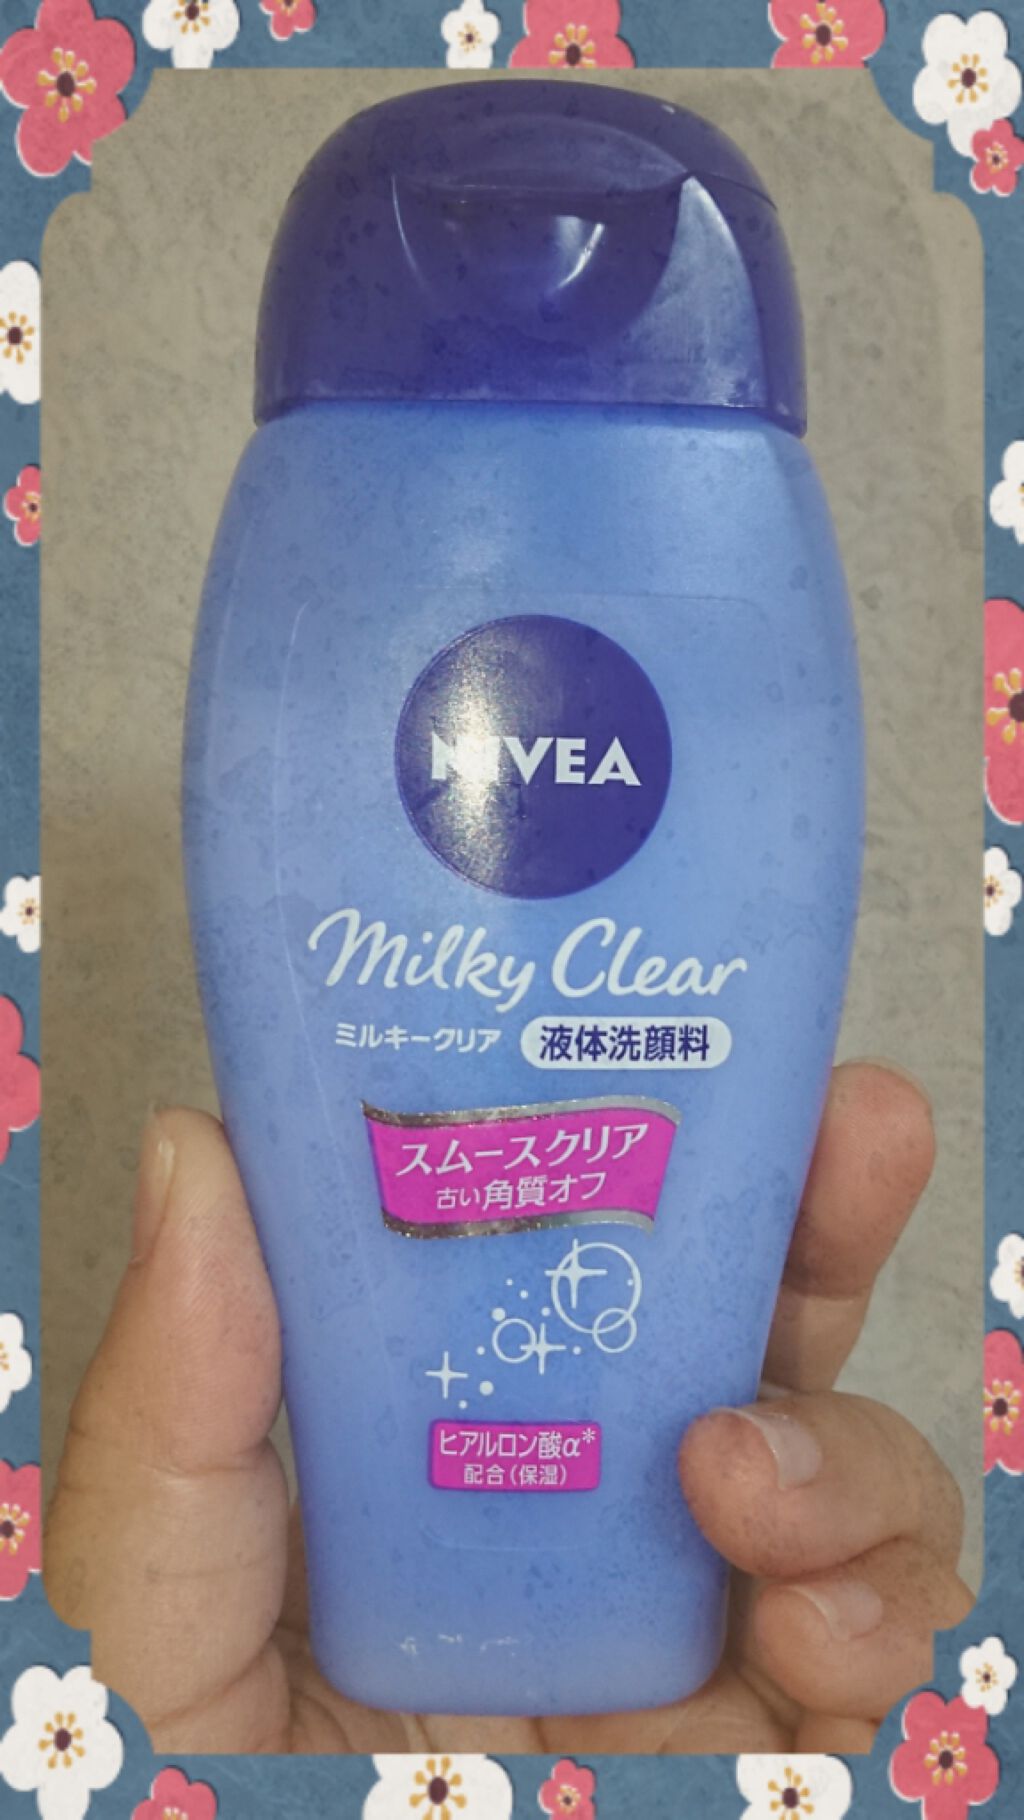 NIVEA
Milky Clear
ミルキークリア 液体洗顔料
スムースクリア
古い角質オフ
ヒアルロン酸α*
配合(保湿)